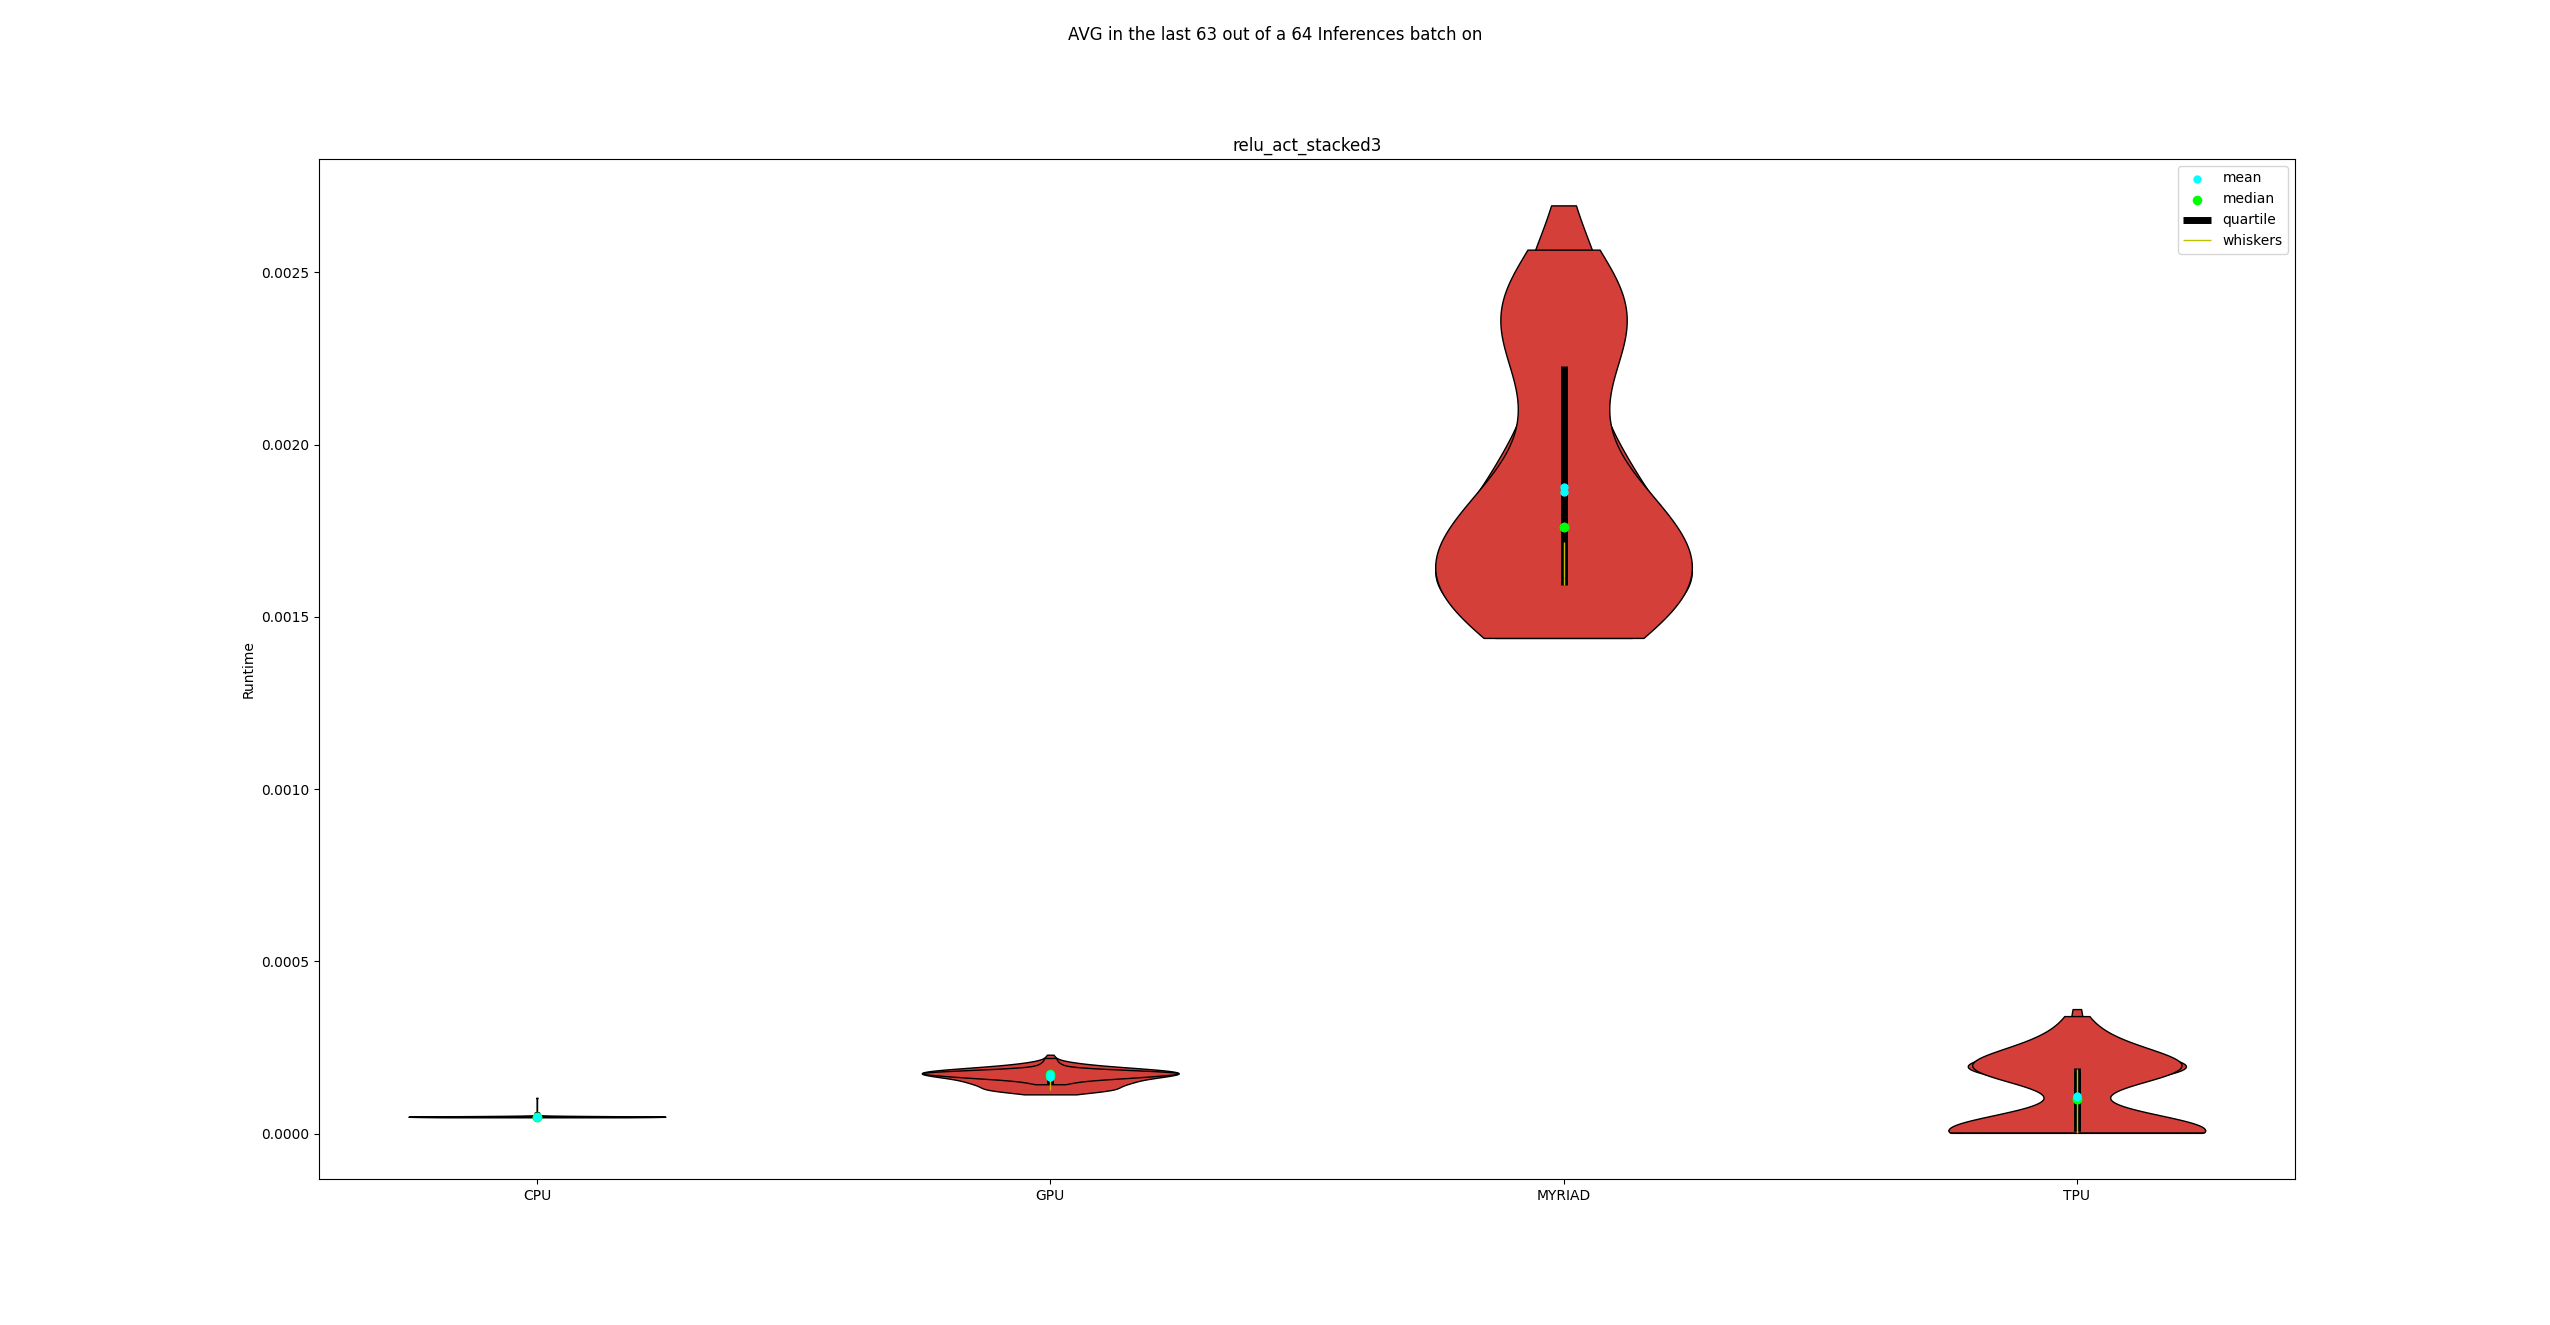 AVG in the last 63 out of a 64 Inferences batch on
relu_act_stacked3
mean
median
quartile
whiskers
0.0025
0.0020
0.0015
0.0010
0.0005
0.0000
Runtime
CPU
GPU
MYRIAD
TPU